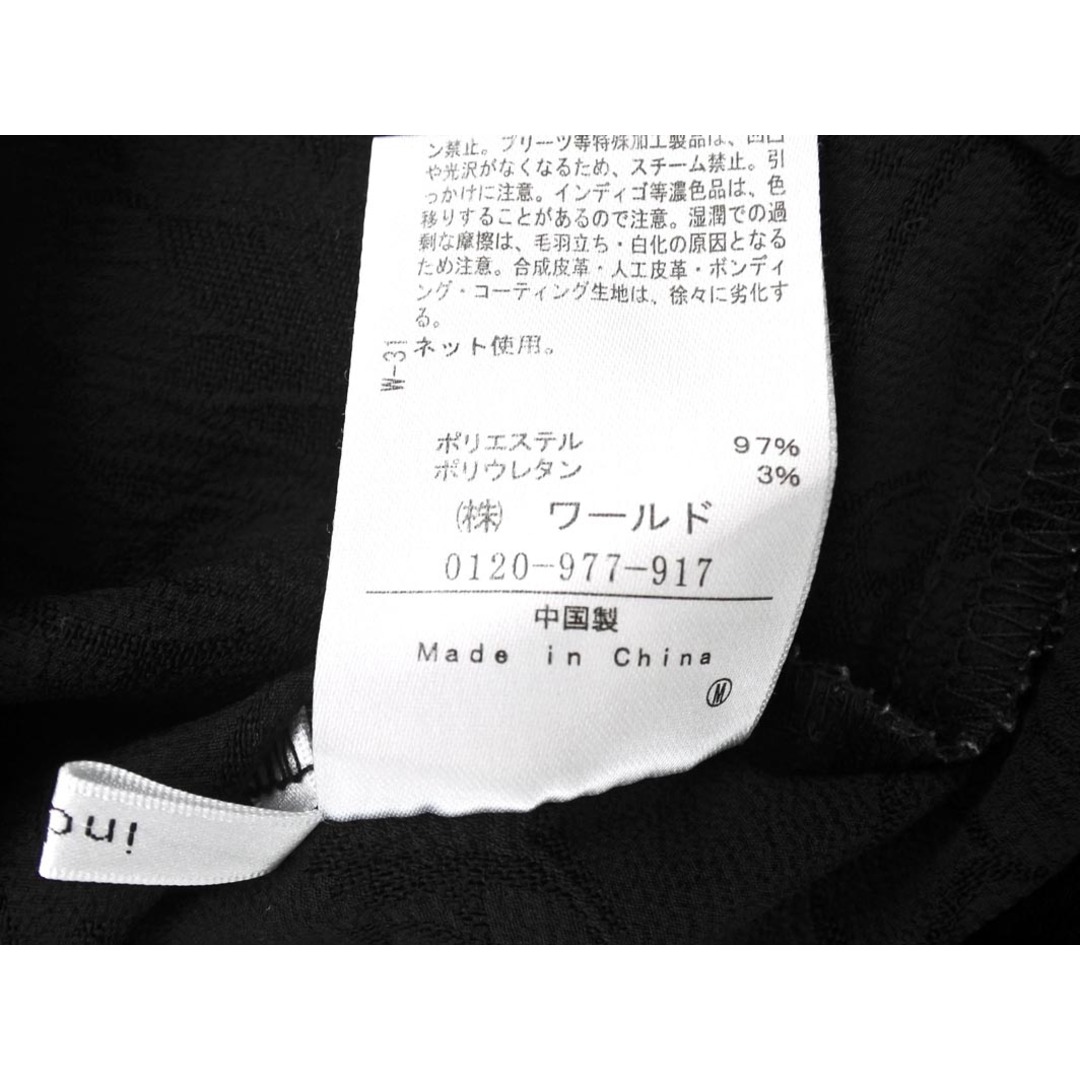 ン禁止。プリーツ等特殊加工製品は、凹凸
や光沢がなくなるため、スチーム禁止。引
っかけに注意。インディゴ等濃色品は、色
移りすることがあるので注意。湿潤での過
剰な摩擦は、毛羽立ち・白化の原因となる
ため注意。合成皮革・人工皮革・ボンディ
ング・コーティング生地は、徐々に劣化す
る。
ネット使用。
W-31
ポリエステル 97%
ポリウレタン 3%
(株) ワールド
0120-977-917
中国製
Made in China
M